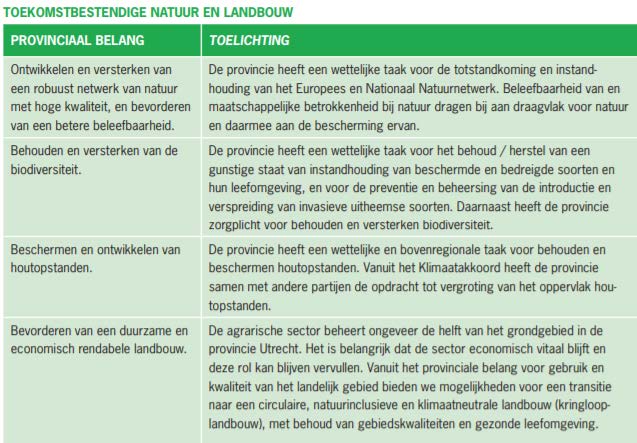 TOEKOMSTBESTENDIGE NATUUR EN LANDBOUW
PROVINCIAAL BELANG
TOELICHTING
Ontwikkelen en versterken van
een robuust netwerk van natuur
met hoge kwaliteit, en bevorderen
van een betere beleefbaarheid.
De provincie heeft een wettelijke taak voor de totstandkoming en instand-
houding van het Europees en Nationaal Natuurnetwerk. Beleefbaarheid van en
maatschappelijke betrokkenheid bij natuur dragen bij aan draagvlak voor natuur
en daarmee aan de bescherming ervan.
Behouden en versterken van de
biodiversiteit.
De provincie heeft een wettelijke taak voor het behoud / herstel van een
gunstige staat van instandhouding van beschermde en bedreigde soorten en
hun leefomgeving, en voor de preventie en beheersing van de introductie en
verspreiding van invasieve uitheemse soorten. Daarnaast heeft de provincie
zorgplicht voor behouden en versterken biodiversiteit.
Beschermen en ontwikkelen van
houtopstanden.
De provincie heeft een wettelijke en bovenregionale taak voor behouden en
beschermen houtopstanden. Vanuit het Klimaatakkoord heeft de provincie
samen met andere partijen de opdracht tot vergroting van het oppervlak hou-
topstanden.
Bevorderen van een duurzame en
economisch rendabele landbouw.
De agrarische sector beheert ongeveer de helft van het grondgebied in de
provincie Utrecht. Het is belangrijk dat de sector economisch vitaal blijft en
deze rol kan blijven vervullen. Vanuit het provinciale belang voor gebruik en
kwaliteit van het landelijk gebied bieden we mogelijkheden voor een transitie
naar een circulaire, natuurinclusieve en klimaatneutrale landbouw (kringloop-
landbouw), met behoud van gebiedskwaliteiten en gezonde leefomgeving.